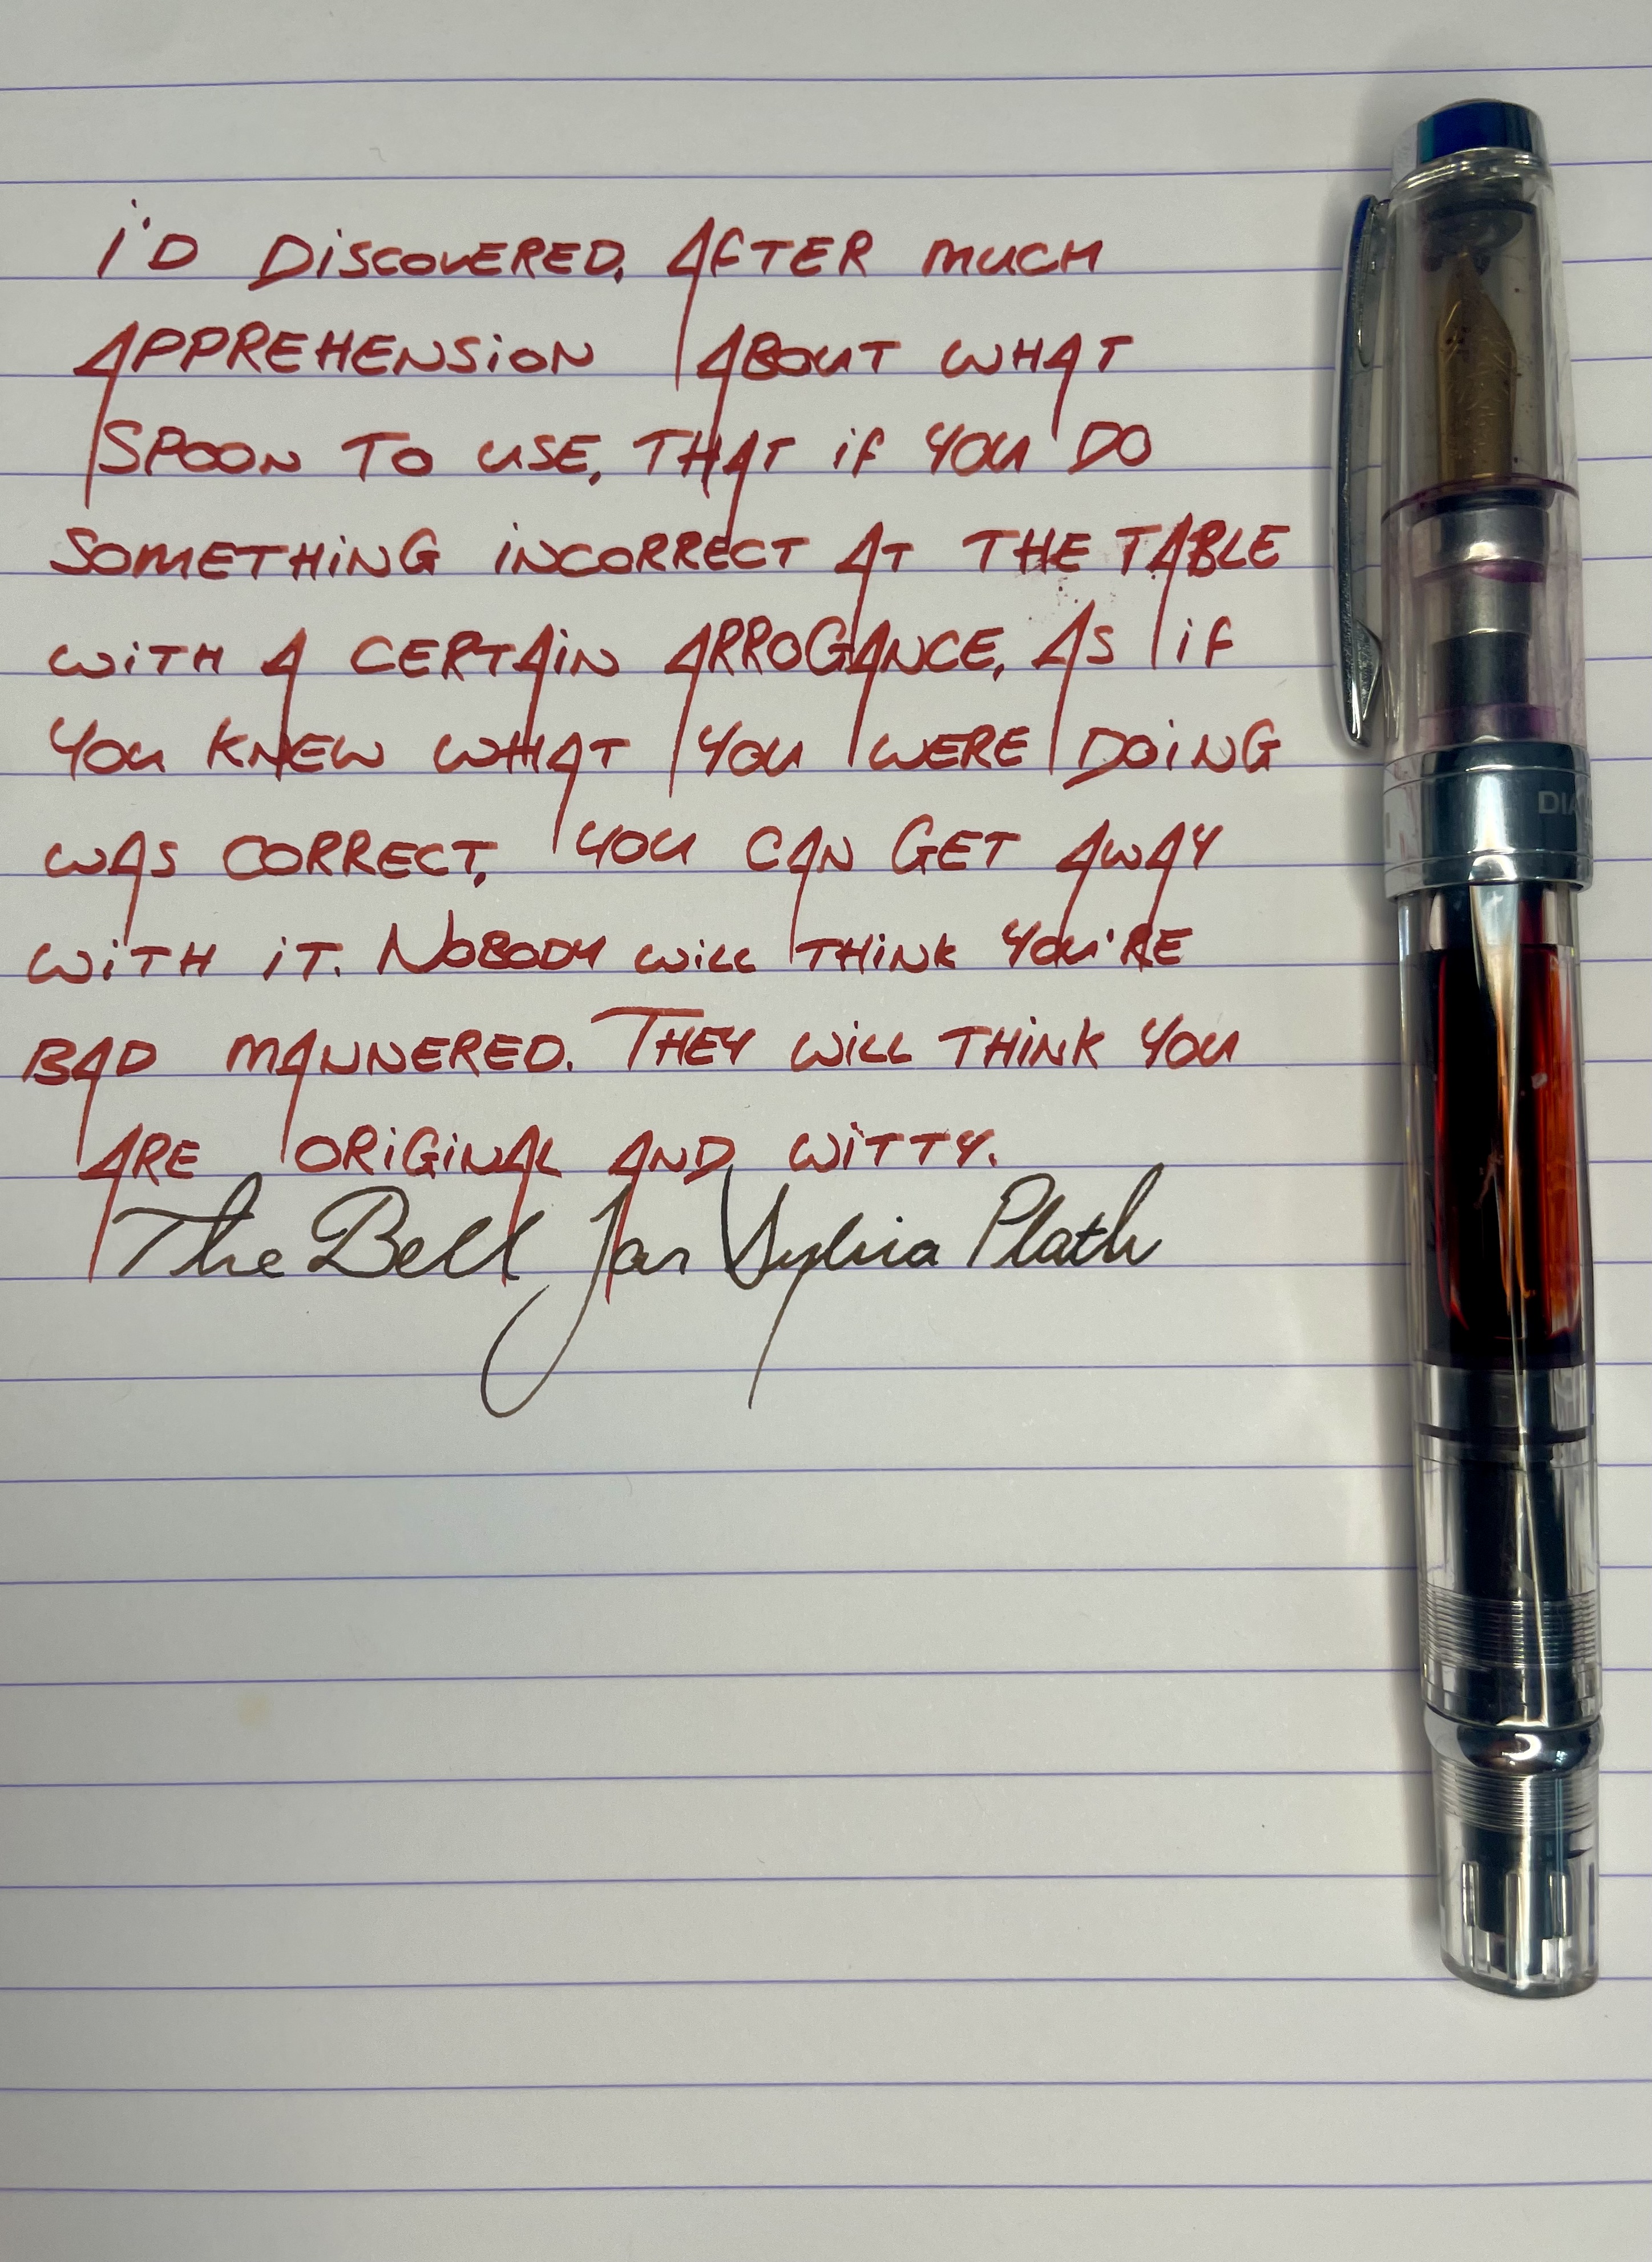 i'D DiSCOVERED, AFTER MUCH
APPREHENSiON ABOUT WHAT
SPOON TO USE, THAT iF YOU DO
SOMETHiNG iNCORRECT AT THE TABLE
WiTH A CERTAiN ARROGANCE, AS iF
YOU KNEW WHAT YOU WERE DOiNG
WAS CORRECT, YOU CAN GET AWAY
WiTH iT. NOBODY WiLL THiNK YOU'RE
BAD MANNERED. THEY WiLL THiNK YOU
ARE ORiGiNAL AND WiTTY.
The Bell Jar Sylvia Plath